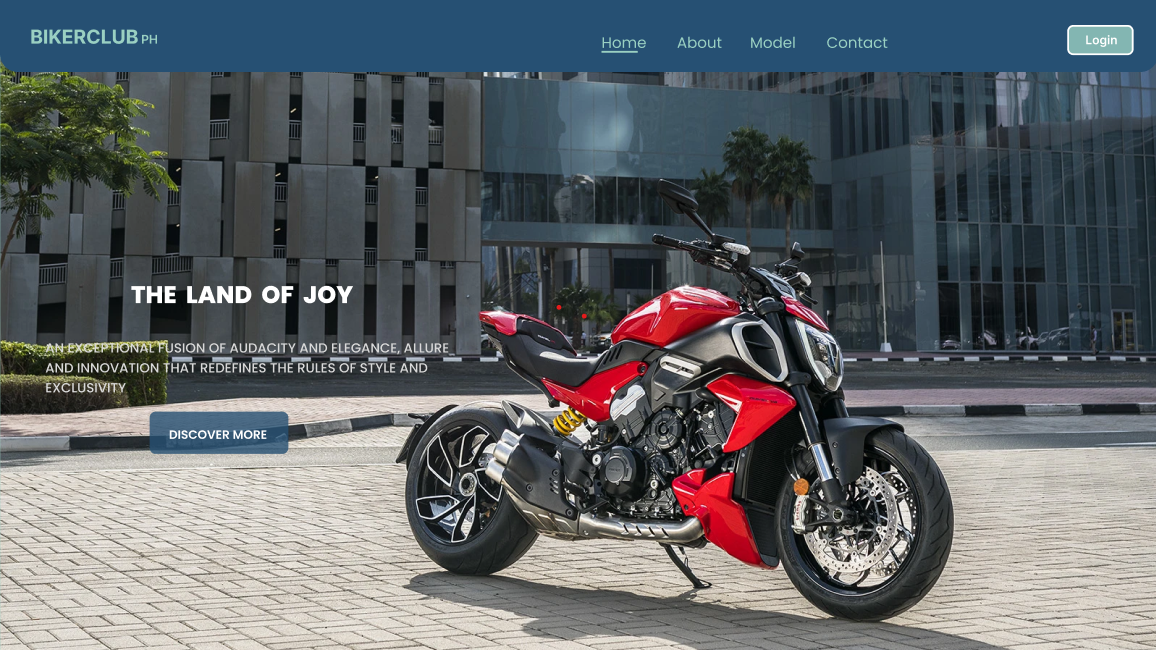 BIKERCLUB PH
Home About Model Contact Login
THE LAND OF JOY
AN EXCEPTIONAL FUSION OF AUDACITY AND ELEGANCE, ALLURE
AND INNOVATION THAT REDEFINES THE RULES OF STYLE AND
EXCLUSIVITY
DISCOVER MORE